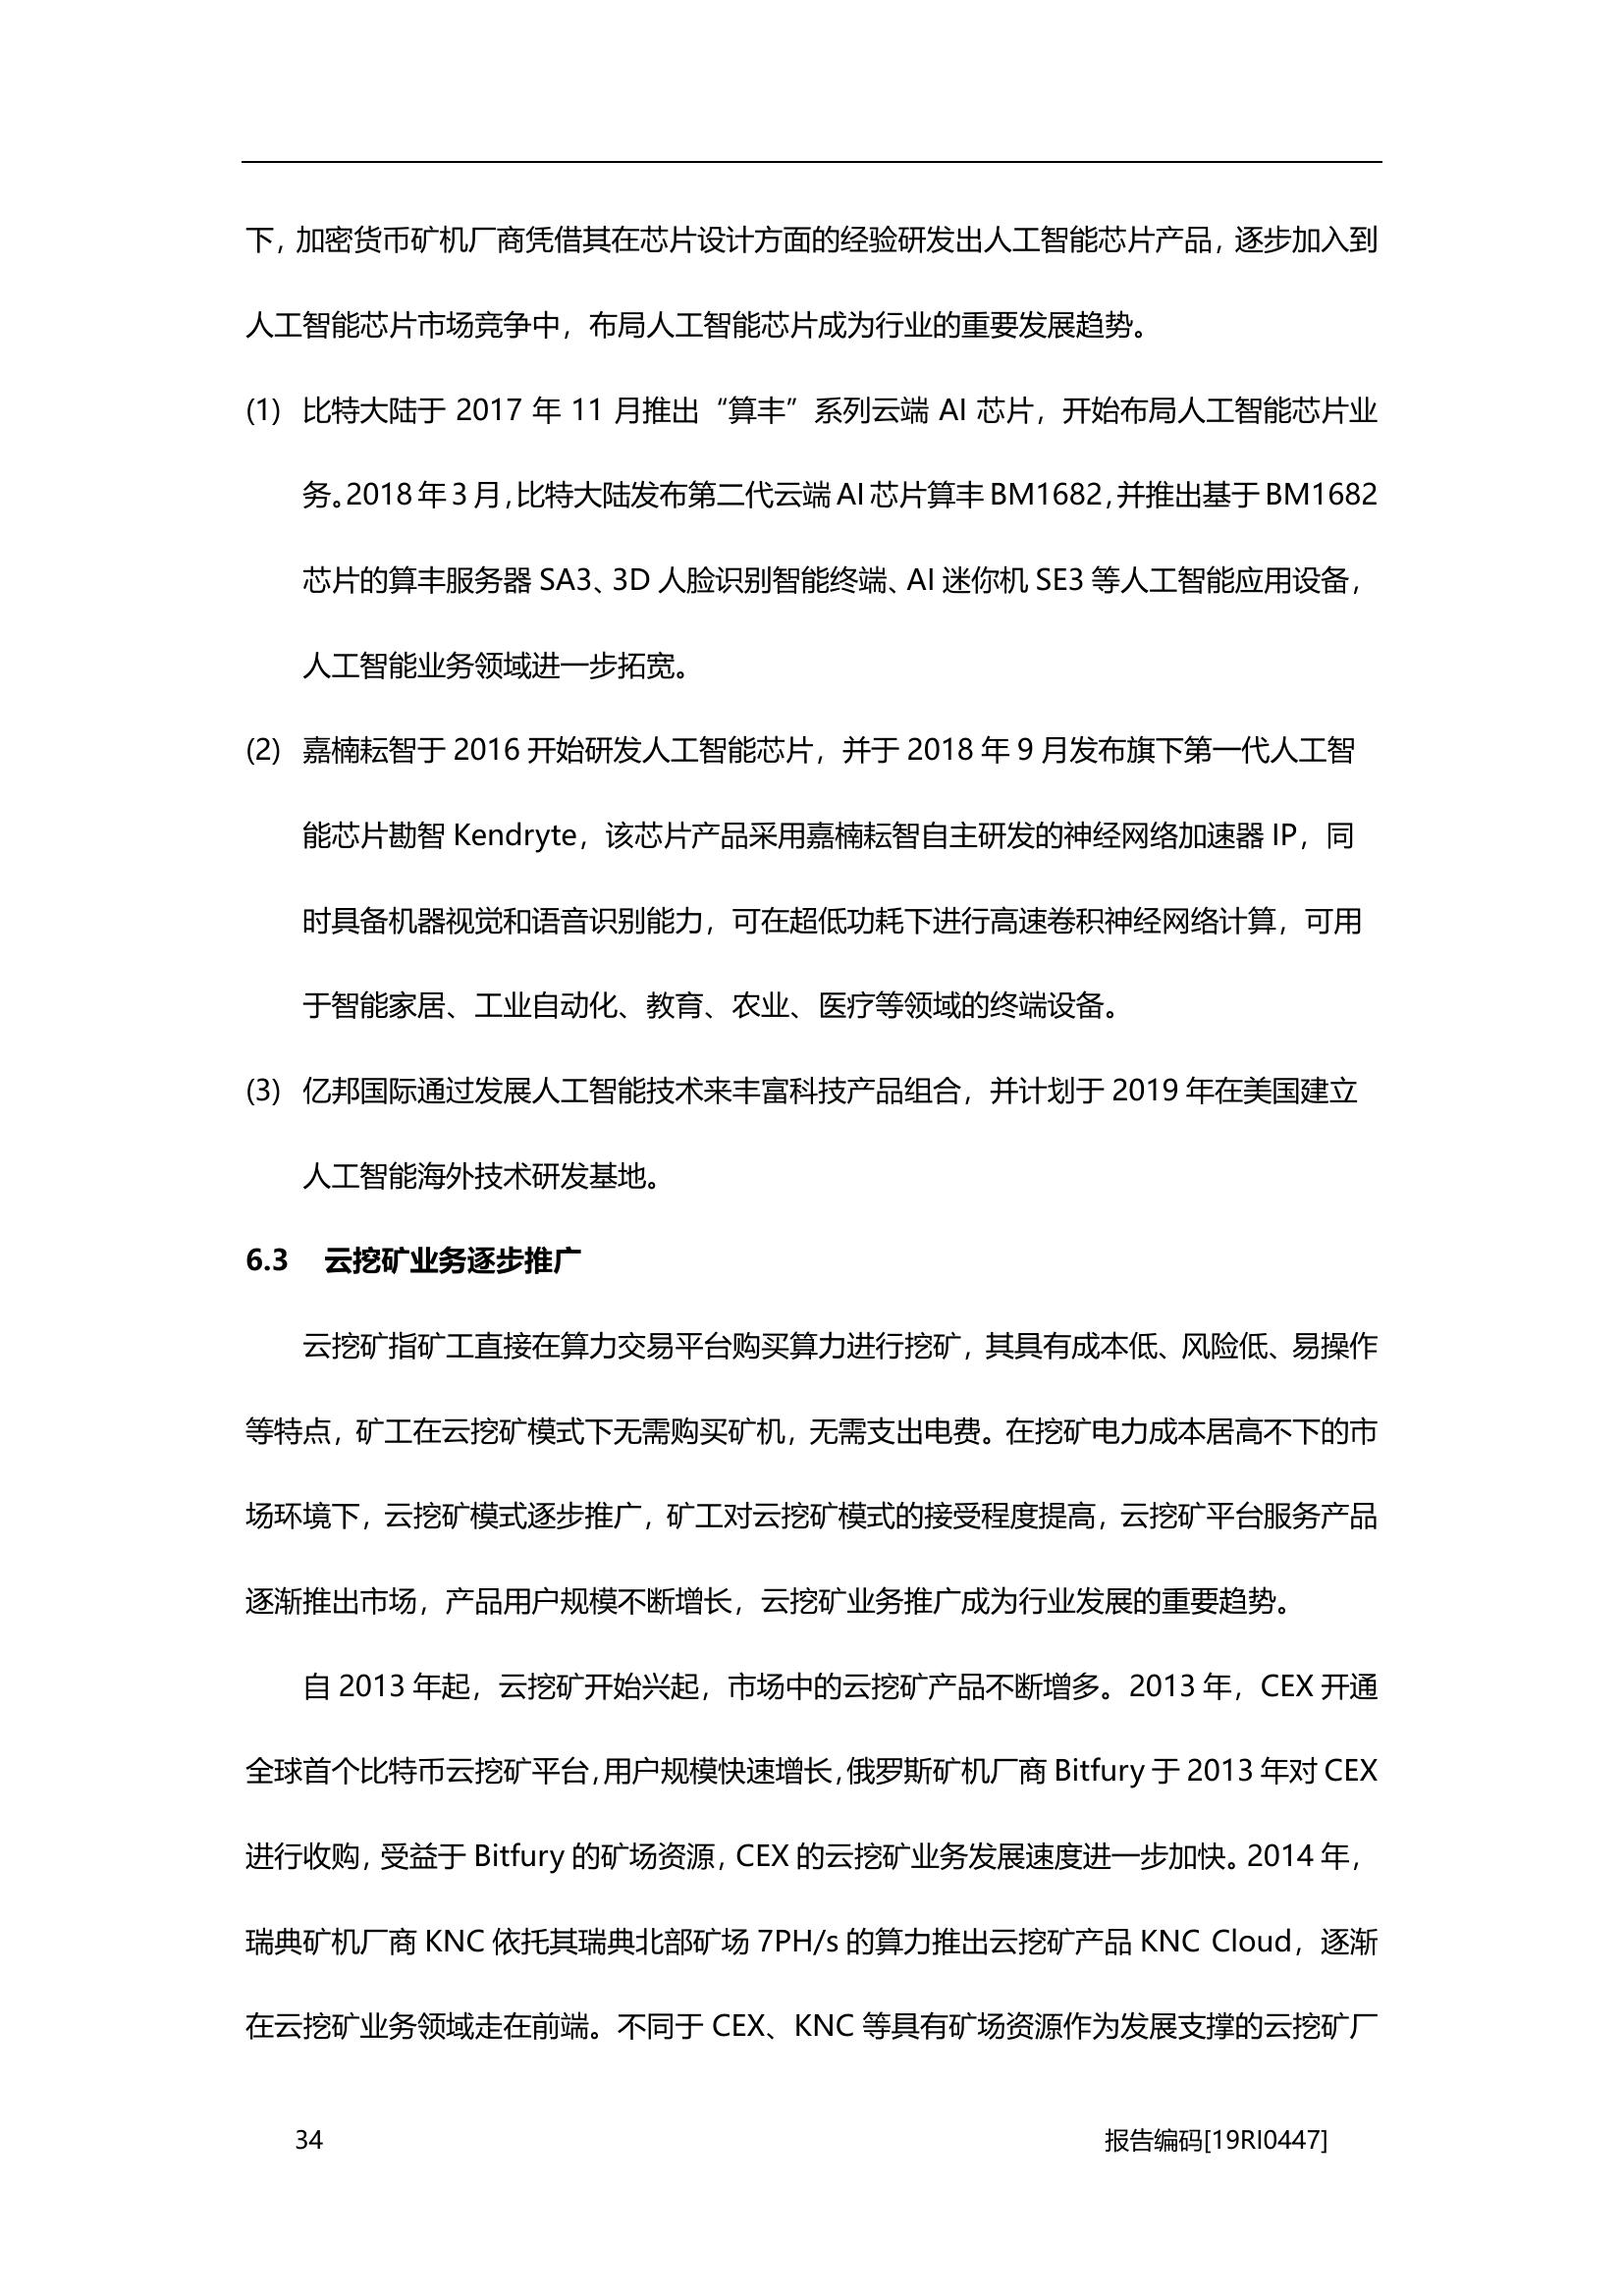 下，加密货币矿机厂商凭借其在芯片设计方面的经验研发出人工智能芯片产品，逐步加入到
人工智能芯片市场竞争中，布局人工智能芯片成为行业的重要发展趋势。
(1) 比特大陆于 2017 年 11 月推出“算丰”系列云端 AI 芯片，开始布局人工智能芯片业
务。2018 年 3 月，比特大陆发布第二代云端 AI 芯片算丰 BM1682，并推出基于 BM1682
芯片的算丰服务器 SA3、3D 人脸识别智能终端、AI 迷你机 SE3 等人工智能应用设备，
人工智能业务领域进一步拓宽。
(2) 嘉楠耘智于 2016 开始研发人工智能芯片，并于 2018 年 9 月发布旗下第一代人工智
能芯片勘智 Kendryte，该芯片产品采用嘉楠耘智自主研发的神经网络加速器 IP，同
时具备机器视觉和语音识别能力，可在超低功耗下进行高速卷积神经网络计算，可用
于智能家居、工业自动化、教育、农业、医疗等领域的终端设备。
(3) 亿邦国际通过发展人工智能技术来丰富科技产品组合，并计划于 2019 年在美国建立
人工智能海外技术研发基地。
6.3 云挖矿业务逐步推广
云挖矿指矿工直接在算力交易平台购买算力进行挖矿，其具有成本低、风险低、易操作
等特点，矿工在云挖矿模式下无需购买矿机，无需支出电费。在挖矿电力成本居高不下的市
场环境下，云挖矿模式逐步推广，矿工对云挖矿模式的接受程度提高，云挖矿平台服务产品
逐渐推出市场，产品用户规模不断增长，云挖矿业务推广成为行业发展的重要趋势。
自 2013 年起，云挖矿开始兴起，市场中的云挖矿产品不断增多。2013 年，CEX 开通
全球首个比特币云挖矿平台，用户规模快速增长，俄罗斯矿机厂商 Bitfury 于 2013 年对 CEX
进行收购，受益于 Bitfury 的矿场资源，CEX 的云挖矿业务发展速度进一步加快。2014 年，
瑞典矿机厂商 KNC 依托其瑞典北部矿场 7PH/s 的算力推出云挖矿产品 KNC Cloud，逐渐
在云挖矿业务领域走在前端。不同于 CEX、KNC 等具有矿场资源作为发展支撑的云挖矿厂
34 报告编码[19RI0447]